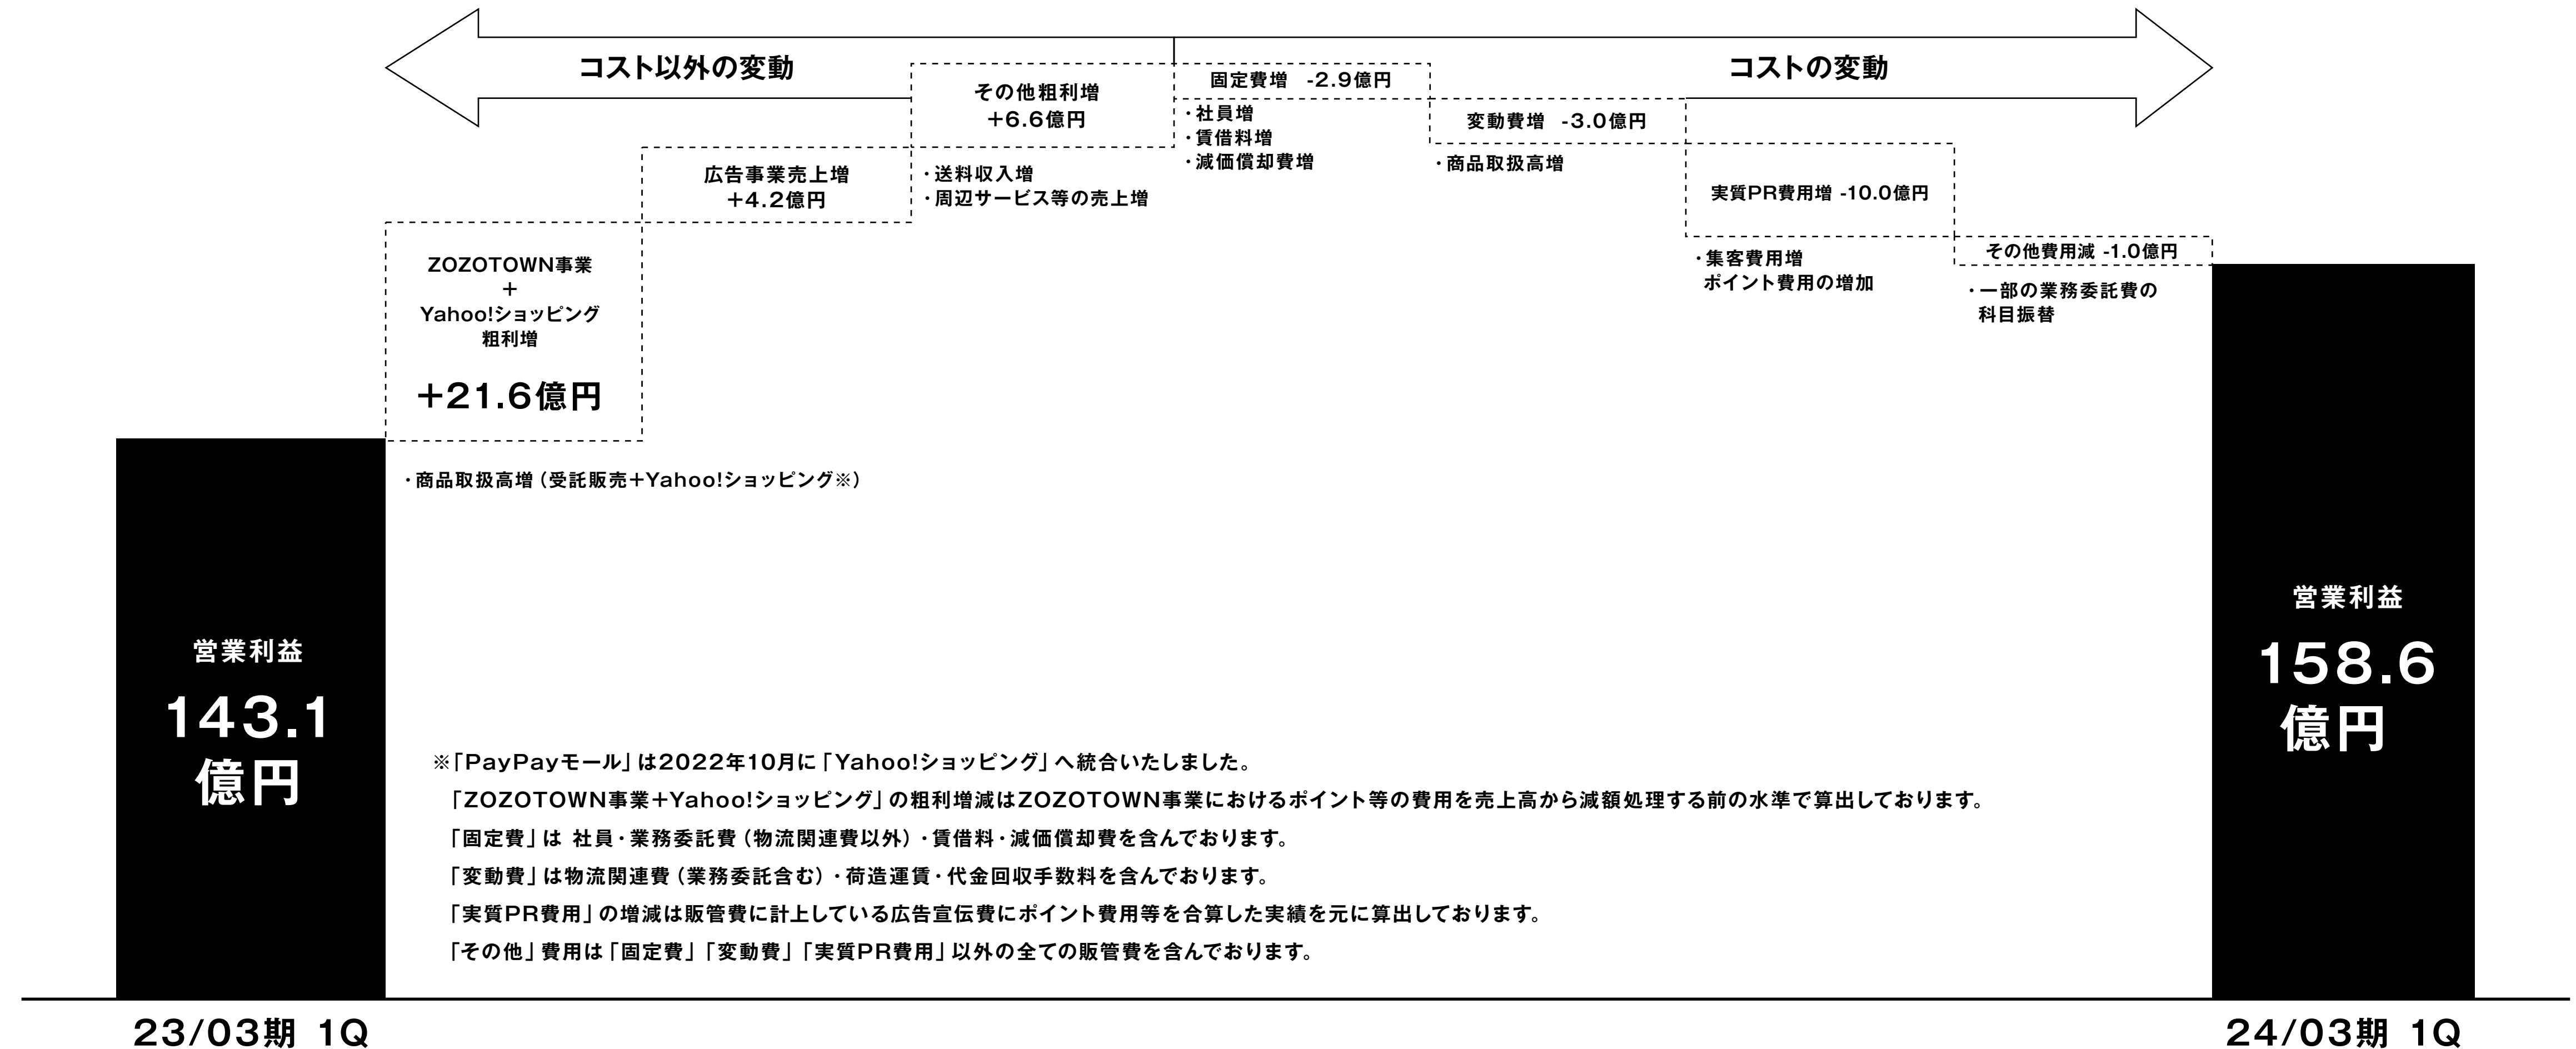 コスト以外の変動
コストの変動
ZOZOTOWN事業
+
Yahoo!ショッピング
粗利増
+21.6億円
・商品取扱高増（受託販売+Yahoo!ショッピング※）
広告事業売上増
+4.2億円
その他粗利増
+6.6億円
・送料収入増
・周辺サービス等の売上増
固定費増 -2.9億円
・社員増
・賃借料増
・減価償却費増
変動費増 -3.0億円
・商品取扱高増
実質PR費用増 -10.0億円
・集客費用増
ポイント費用の増加
その他費用減 -1.0億円
・一部の業務委託費の
科目振替
営業利益
143.1
億円
営業利益
158.6
億円
※「PayPayモール」は2022年10月に「Yahoo!ショッピング」へ統合いたしました。
「ZOZOTOWN事業+Yahoo!ショッピング」の粗利増減はZOZOTOWN事業におけるポイント等の費用を売上高から減額処理する前の水準で算出しております。
「固定費」は 社員・業務委託費（物流関連費以外）・賃借料・減価償却費を含んでおります。
「変動費」は物流関連費（業務委託含む）・荷造運賃・代金回収手数料を含んでおります。
「実質PR費用」の増減は販管費に計上している広告宣伝費にポイント費用等を合算した実績を元に算出しております。
「その他」費用は「固定費」「変動費」「実質PR費用」以外の全ての販管費を含んでおります。
23/03期 1Q
24/03期 1Q